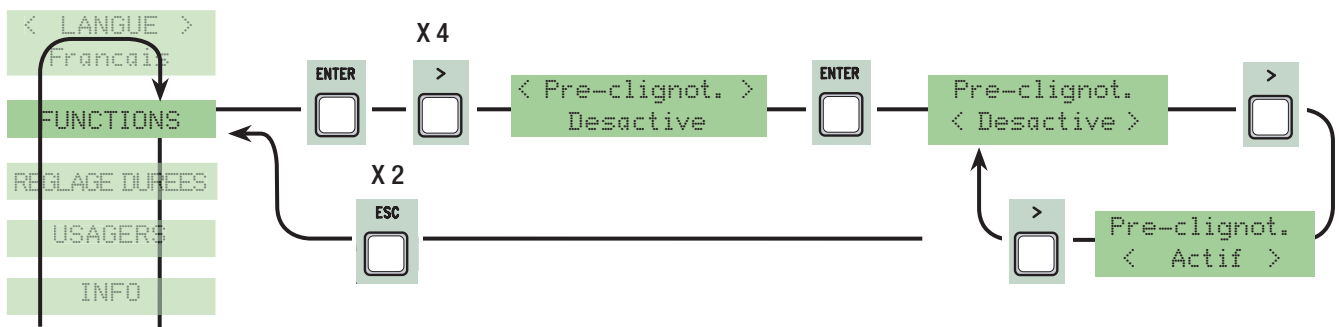 < LANGUE >
Francais
FUNCTIONS
REGLAGE DUREES
USAGERS
INFO
ENTER
X 4
>
< Pre-clignot. >
Desactive
ENTER
Pre-clignot.
< Desactive >
>
Pre-clignot.
< Actif >
>
X 2
ESC